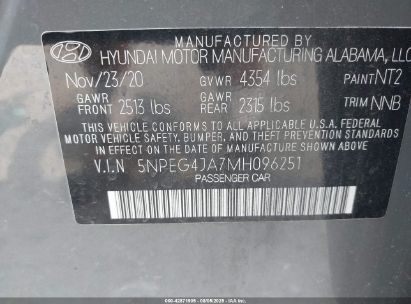 HYUNDAI MOTOR MANUFACTURING ALABAMA, LLC
Nov/23/20 GVWR 4354 lbs PAINT NT2
GAWR FRONT 2513 lbs GAWR REAR 2315 lbs TRIM NNB
THIS VEHICLE CONFORMS TO ALL APPLICABLE U.S.A. FEDERAL
MOTOR VEHICLE SAFETY, BUMPER, AND THEFT PREVENTION STANDARDS
IN EFFECT ON THE DATE OF MANUFACTURE SHOWN ABOVE.
V.I.N 5NPEG4JA7MH096251
PASSENGER CAR